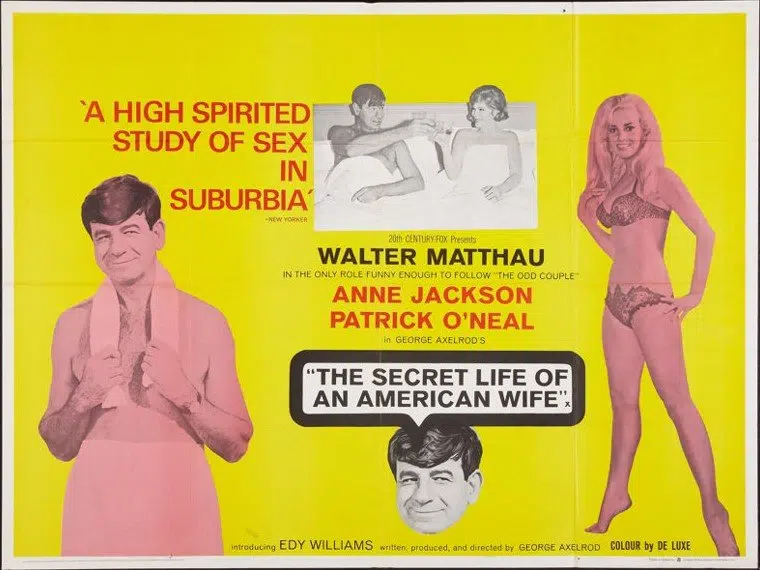 'A HIGH SPIRITED
STUDY OF SEX
IN
SUBURBIA'
-NEW YORKER
20th CENTURY-FOX Presents
WALTER MATTHAU
IN THE ONLY ROLE FUNNY ENOUGH TO FOLLOW "THE ODD COUPLE"
ANNE JACKSON
PATRICK O'NEAL
in GEORGE AXELROD'S
"THE SECRET LIFE OF
AN AMERICAN WIFE" x
introducing EDY WILLIAMS written, produced, and directed by GEORGE AXELROD COLOUR by DE LUXE